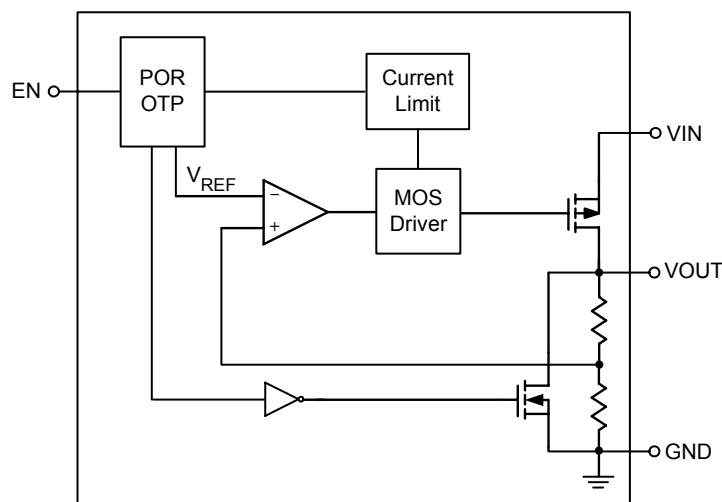 EN
POR
OTP
Current
Limit
VIN
VREF
−
+
MOS
Driver
VOUT
GND